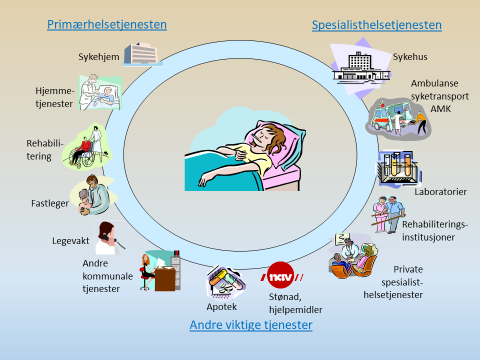 Primærhelsetjenesten
Sykehjem
Hjemme-
tjenester
Rehabili-
tering
Fastleger
Legevakt
Andre
kommunale
tjenester
Spesialisthelsetjenesten
Sykehus
Ambulanse
syketransport
AMK
Laboratorier
Rehabiliterings-
institusjoner
Private
spesialist-
helsetjenester
Apotek
nav
Stønad,
hjelpemidler
Andre viktige tjenester